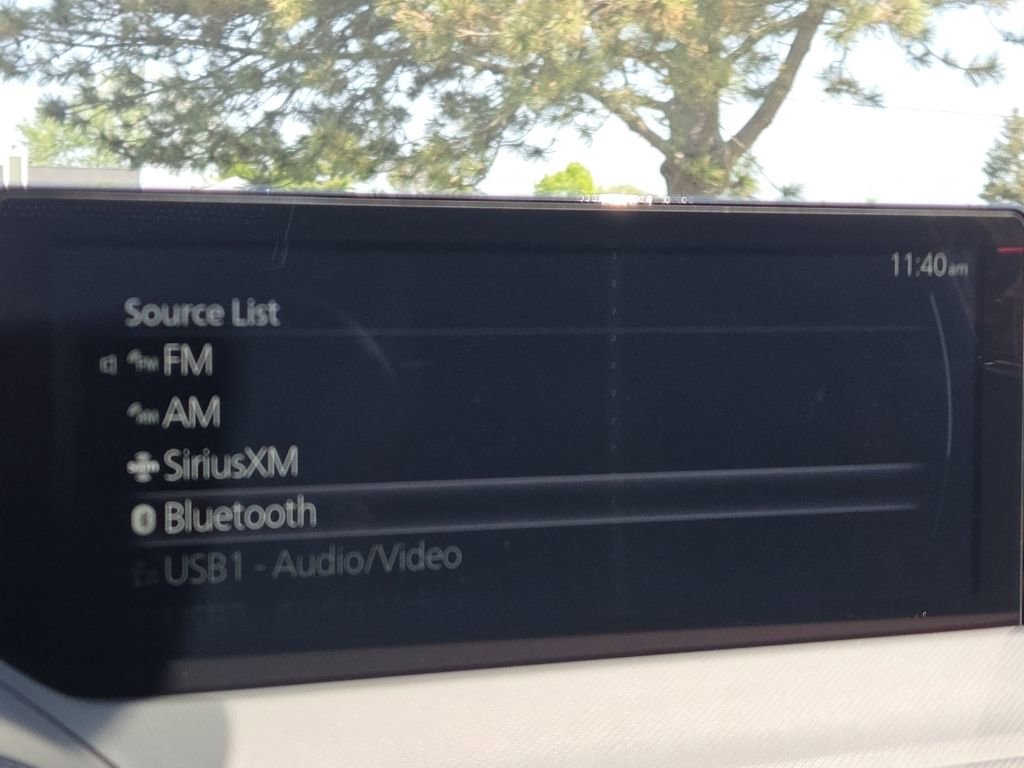 11:40am
Source List
FM
AM
SiriusXM
Bluetooth
USB1 - Audio/Video